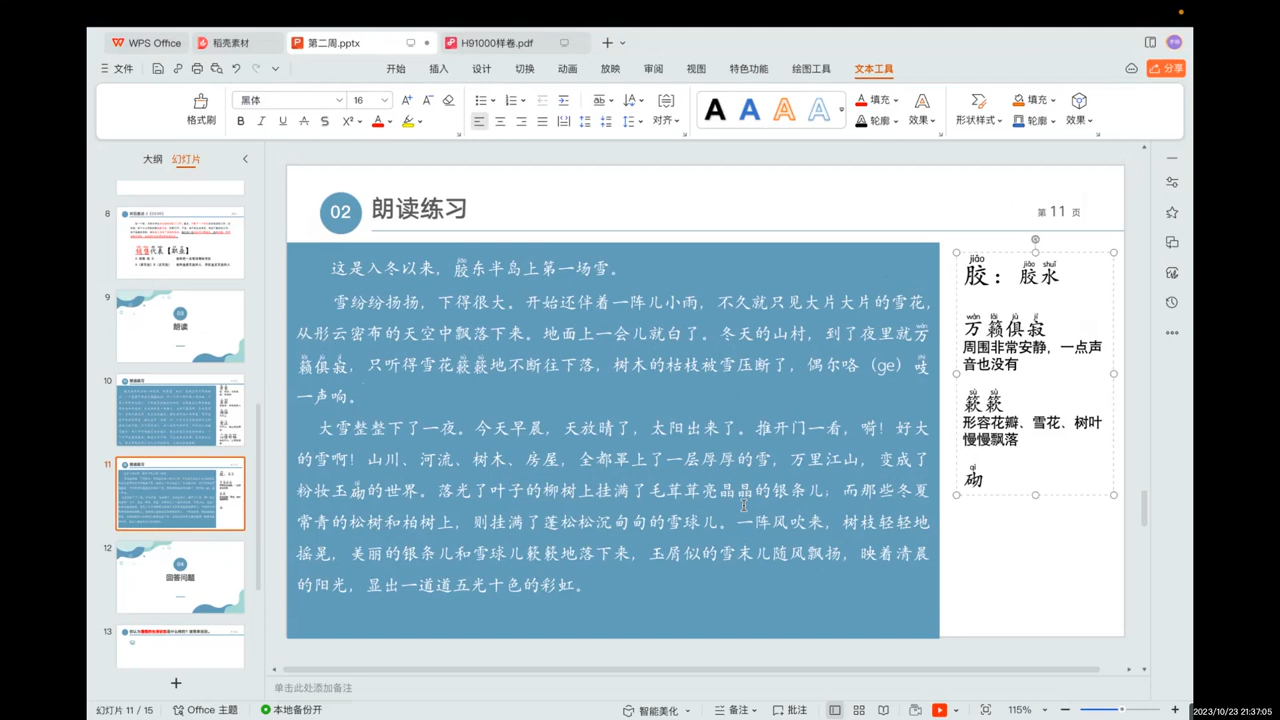 WPS Office
稻壳素材
第二周.pptx
H91000样卷.pdf
文件
开始
插入
设计
切换
动画
放映
审阅
视图
特色功能
绘图工具
文本工具
分享
格式刷
黑体
16
对齐
填充
轮廓
效果
形状样式
填充
轮廓
效果
大纲
幻灯片
8
9
03
朗读
10
11
12
04
回答问题
13
02
朗读练习
第 11 页
这是入冬以来，胶东半岛上第一场雪。
雪纷纷扬扬，下得很大。开始还伴着一阵儿小雨，不久就只见大片大片的雪花，
从彤云密布的天空中飘落下来。地面上一会儿就白了。冬天的山村，到了夜里就万
籁俱寂，只听得雪花簌簌地不断往下落，树木的枯枝被雪压断了，偶尔咯（ge）吱
一声响。
大雪整整下了一夜。今天早晨，天放晴了，太阳出来了。推开门一看，嗬！好大
的雪啊！山川、河流、树木、房屋，全都罩上了一层厚厚的雪，万里江山，变成了
粉妆玉砌的世界。落光了叶的柳树上挂满了毛茸茸亮晶晶的银条儿；而那些冬夏
常青的松树和柏树上，则挂满了蓬松松沉甸甸的雪球儿。一阵风吹来，树枝轻轻地
摇晃，美丽的银条儿和雪球儿簌簌地落下来，玉屑似的雪末儿随风飘扬，映着清晨
的阳光，显出一道道五光十色的彩虹。
jiāo
胶：胶水
jiāo shuǐ
wàn lài jù jì
万籁俱寂
周围非常安静，一点声
音也没有
sù sù
簌簌
形容花瓣、雪花、树叶
慢慢飘落
qì
砌
单击此处添加备注
幻灯片 11 / 15
Office 主题
本地备份开
智能美化
备注
批注
115%
2023/10/23 21:37:05